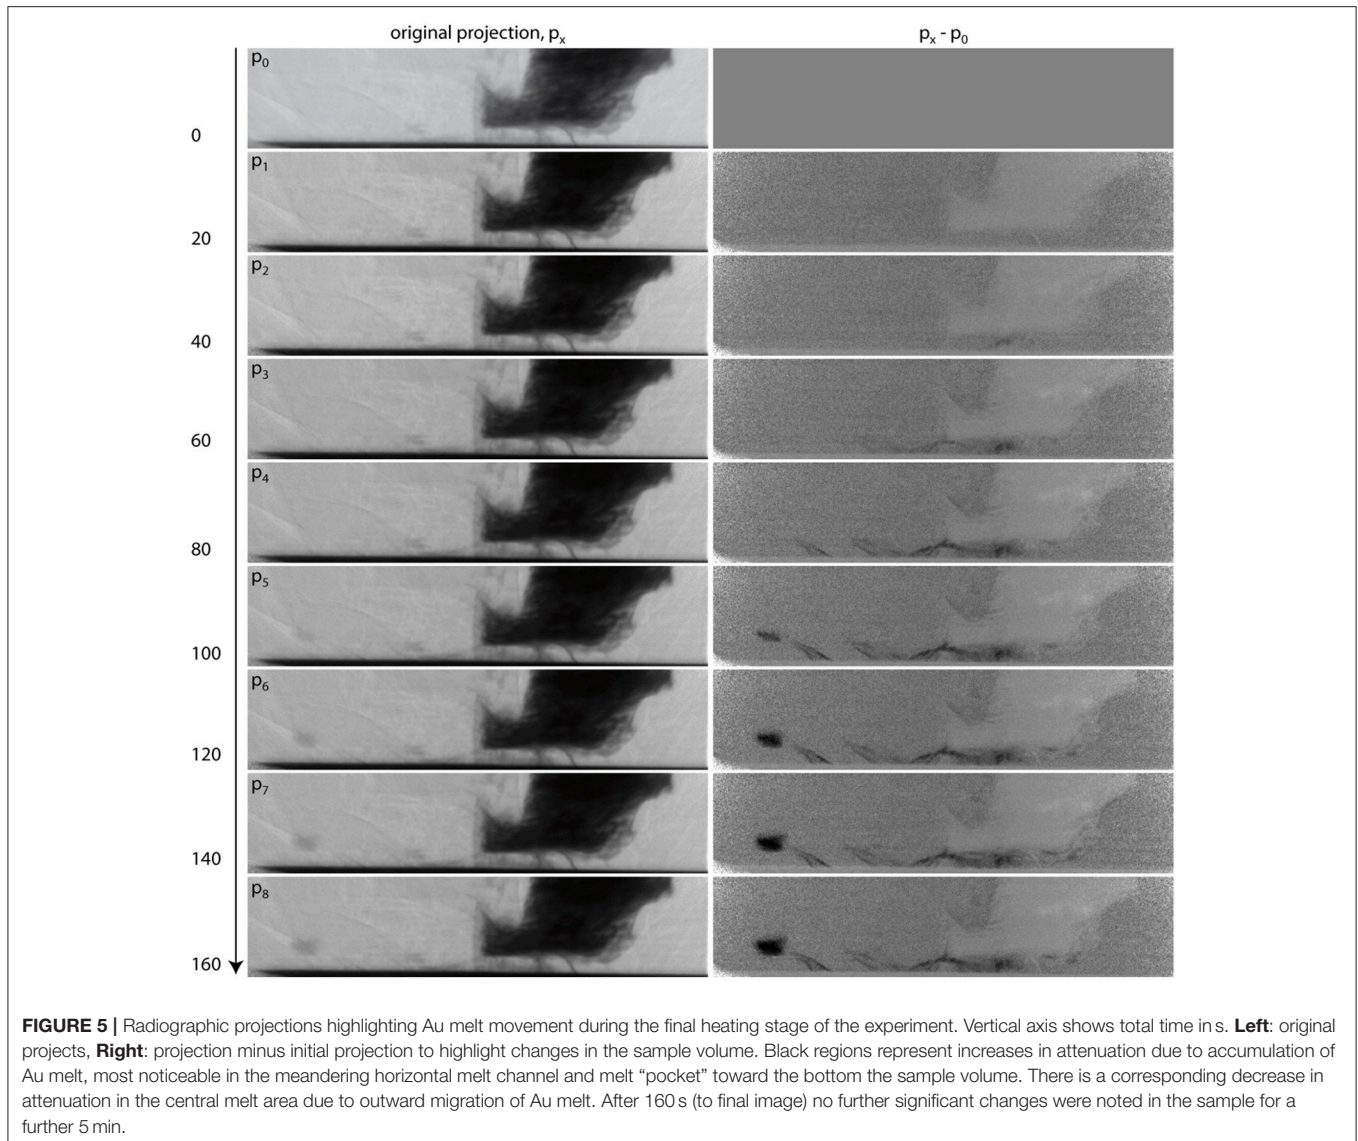 original projection, pₓ
pₓ - p₀
p₀
0
p₁
20
p₂
40
p₃
60
p₄
80
p₅
100
p₆
120
p₇
140
p₈
160
FIGURE 5 | Radiographic projections highlighting Au melt movement during the final heating stage of the experiment. Vertical axis shows total time in s. Left: original
projects, Right: projection minus initial projection to highlight changes in the sample volume. Black regions represent increases in attenuation due to accumulation of
Au melt, most noticeable in the meandering horizontal melt channel and melt “pocket” toward the bottom the sample volume. There is a corresponding decrease in
attenuation in the central melt area due to outward migration of Au melt. After 160 s (to final image) no further significant changes were noted in the sample for a
further 5 min.